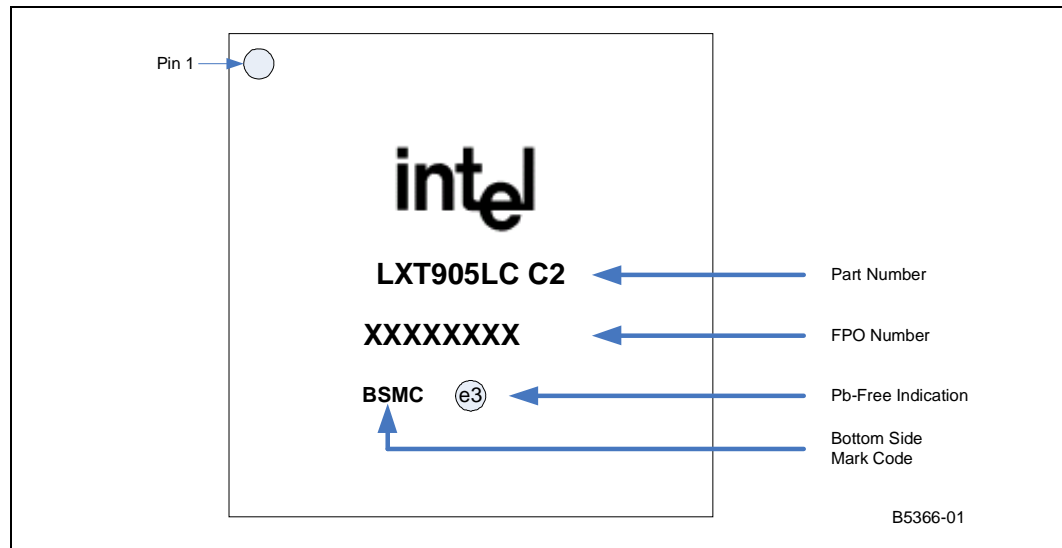 Pin 1
intel
LXT905LC C2
Part Number
XXXXXXXX
FPO Number
BSMC
e3
Pb-Free Indication
Bottom Side
Mark Code
B5366-01